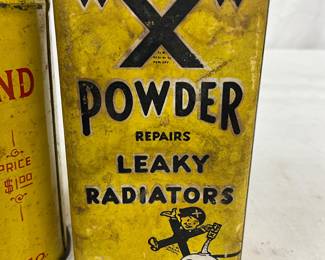 "X"
POWDER
REPAIRS
LEAKY
RADIATORS
ND
PRICE
$1.00